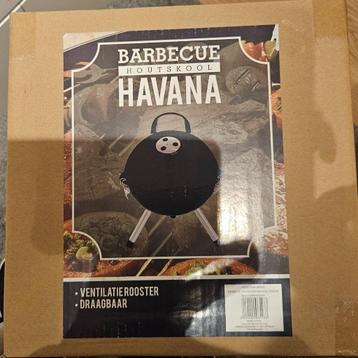 BARBECUE
HOUTSKOOL
HAVANA
• VENTILATIEROOSTER
• DRAAGBAAR